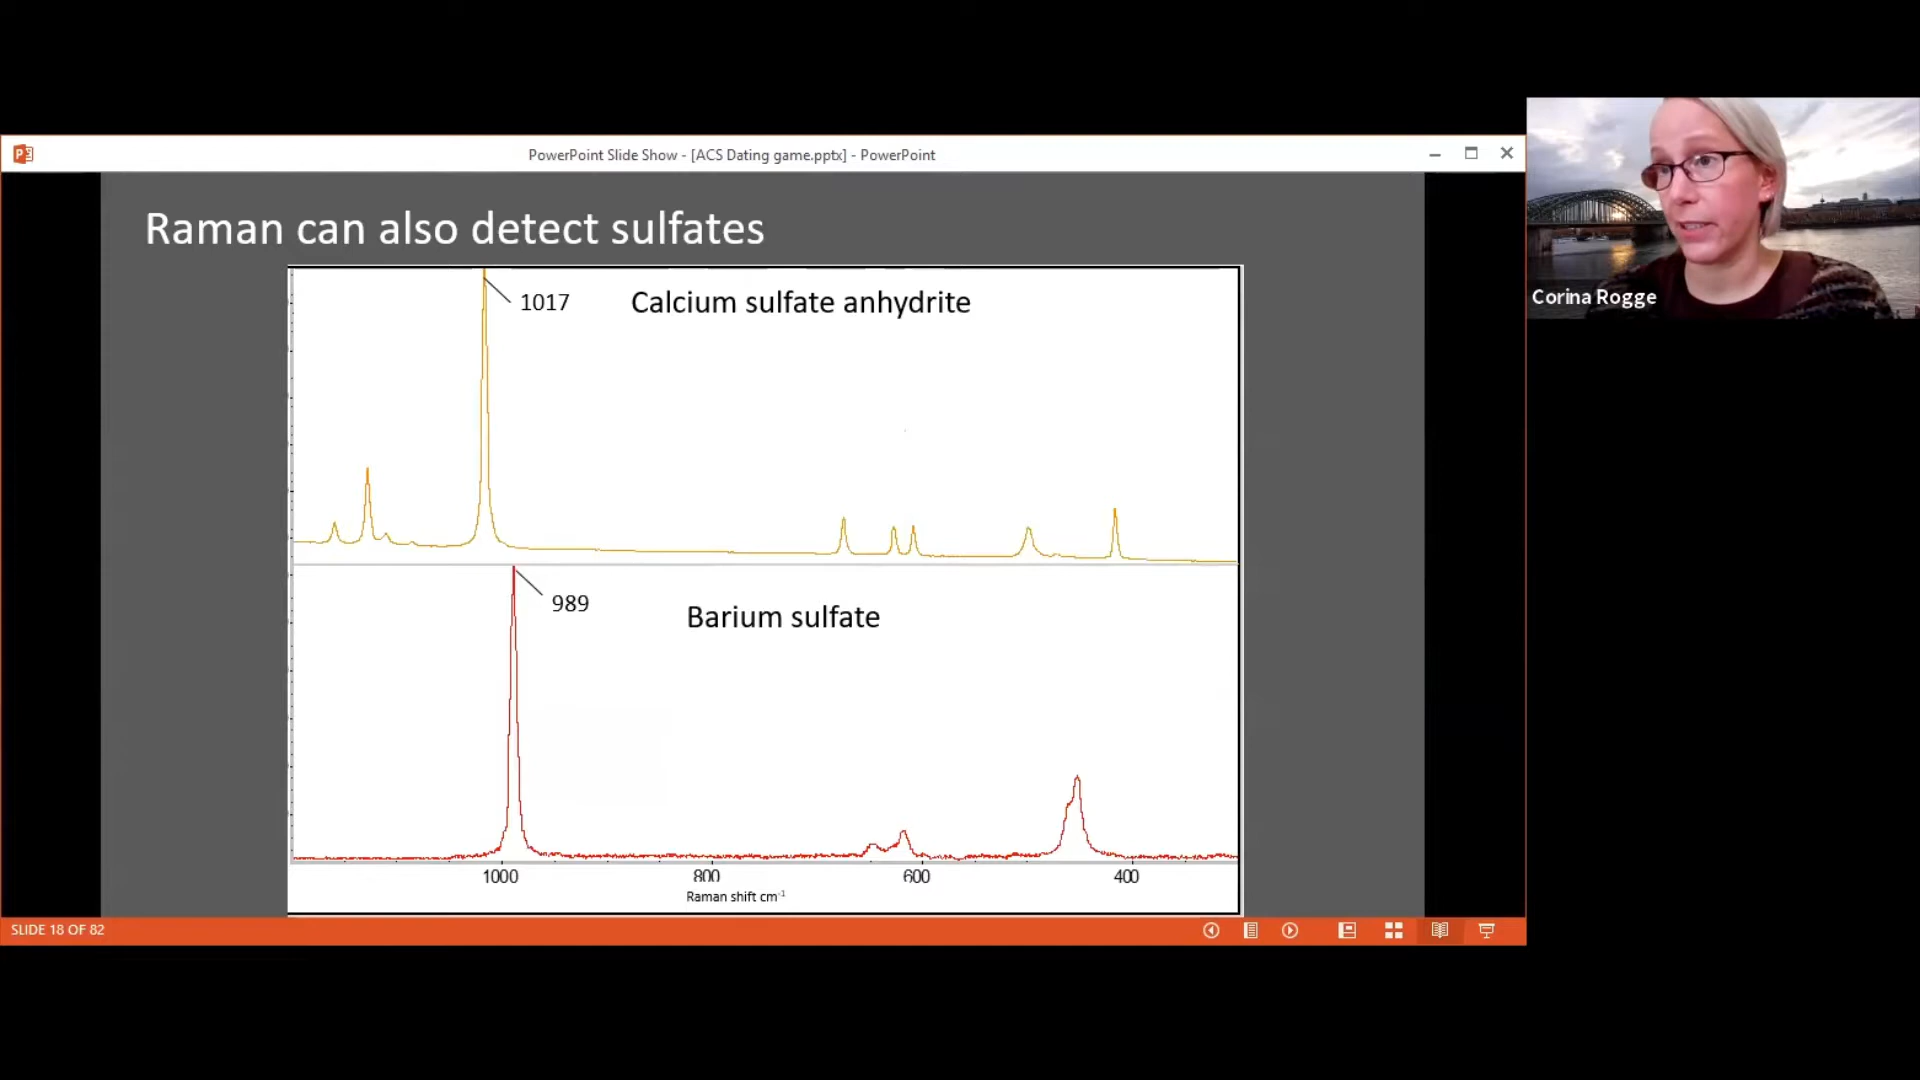 PowerPoint Slide Show - [ACS Dating game.pptx] - PowerPoint
Raman can also detect sulfates
1017
Calcium sulfate anhydrite
989
Barium sulfate
1000
800
600
400
Raman shift cm⁻¹
Corina Rogge
SLIDE 18 OF 82